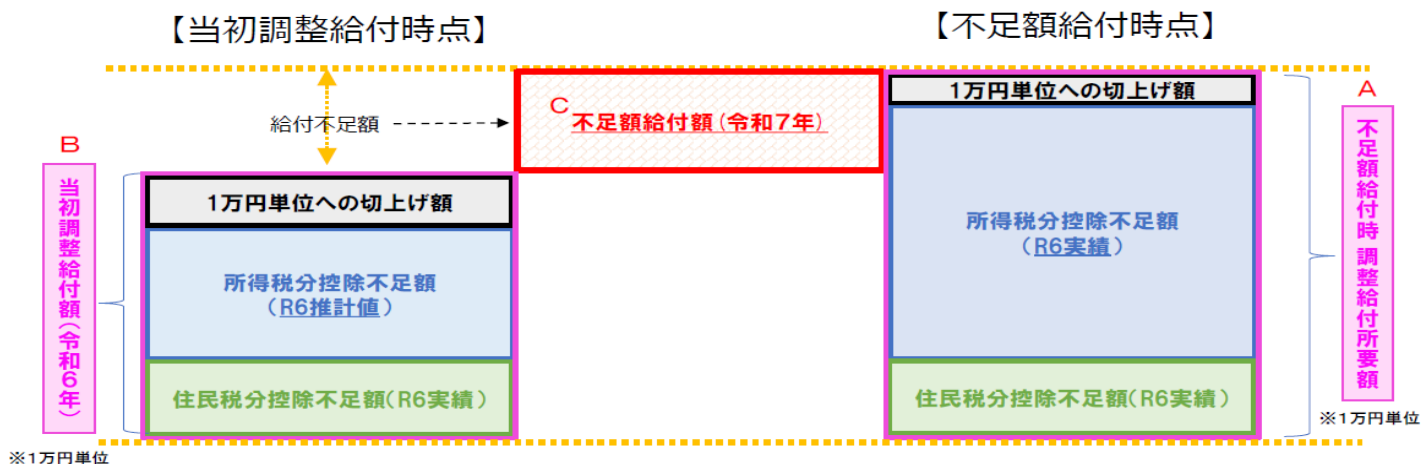 【当初調整給付時点】
【不足額給付時点】
給付不足額
C
不足額給付額(令和7年)
B
当初調整給付額(令和6年)
※1万円単位
1万円単位への切上げ額
所得税分控除不足額
(R6推計値)
住民税分控除不足額(R6実績)
1万円単位への切上げ額
所得税分控除不足額
(R6実績)
住民税分控除不足額(R6実績)
A
不足額給付時 調整給付所要額
※1万円単位